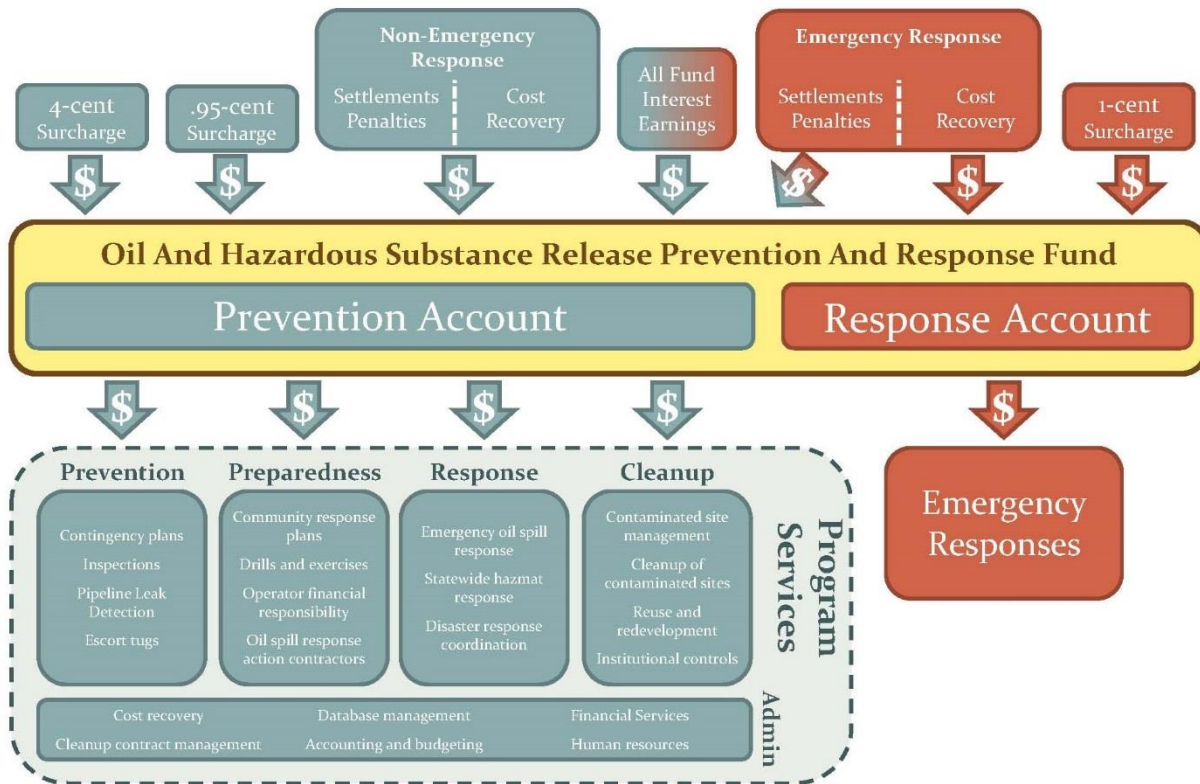 4-cent
Surcharge
.95-cent
Surcharge
Non-Emergency
Response
Settlements
Penalties
Cost
Recovery
All Fund
Interest
Earnings
Emergency Response
Settlements
Penalties
Cost
Recovery
1-cent
Surcharge
$
$
$
$
$
$
$
Oil And Hazardous Substance Release Prevention And Response Fund
Prevention Account
Response Account
$
$
$
$
$
Prevention
Contingency plans
Inspections
Pipeline Leak
Detection
Escort tugs
Preparedness
Community response
plans
Drills and exercises
Operator financial
responsibility
Oil spill response
action contractors
Response
Emergency oil spill
response
Statewide hazmat
response
Disaster response
coordination
Cleanup
Contaminated site
management
Cleanup of
contaminated sites
Reuse and
redevelopment
Institutional controls
Program
Services
Emergency
Responses
Cost recovery
Database management
Financial Services
Cleanup contract management
Accounting and budgeting
Human resources
Admin